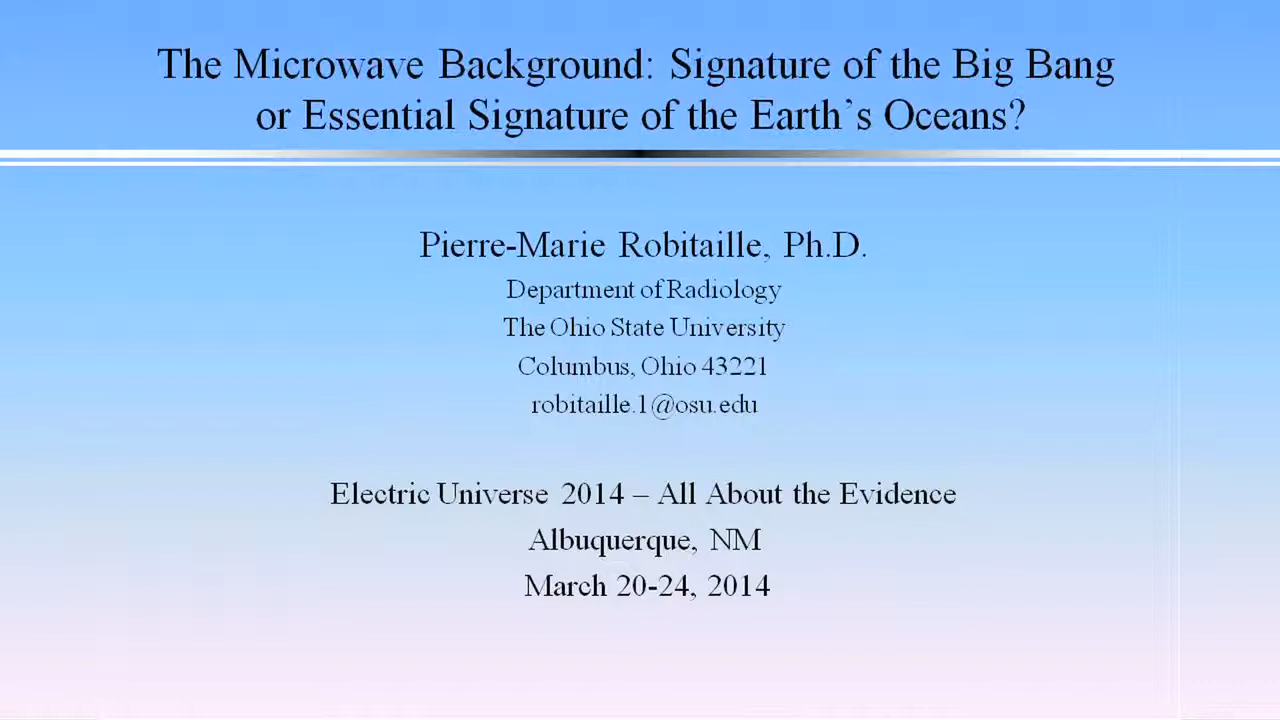 The Microwave Background: Signature of the Big Bang
or Essential Signature of the Earth's Oceans?
Pierre-Marie Robitaille, Ph.D.
Department of Radiology
The Ohio State University
Columbus, Ohio 43221
robitaille.1@osu.edu
Electric Universe 2014 – All About the Evidence
Albuquerque, NM
March 20-24, 2014